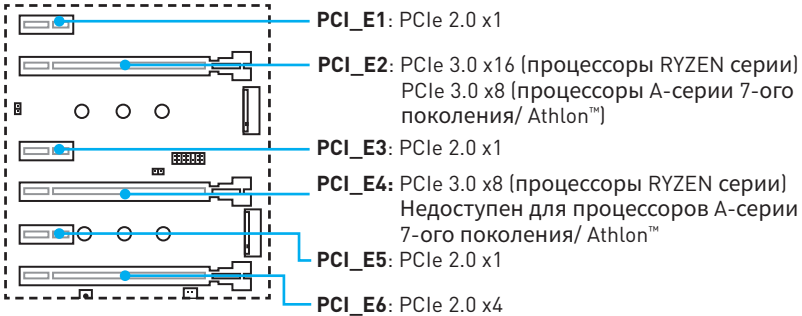 PCI_E1: PCIe 2.0 x1
PCI_E2: PCIe 3.0 x16 (процессоры RYZEN серии)
PCIe 3.0 x8 (процессоры A-серии 7-ого
поколения/ Athlon™)
PCI_E3: PCIe 2.0 x1
PCI_E4: PCIe 3.0 x8 (процессоры RYZEN серии)
Недоступен для процессоров A-серии
7-ого поколения/ Athlon™
PCI_E5: PCIe 2.0 x1
PCI_E6: PCIe 2.0 x4